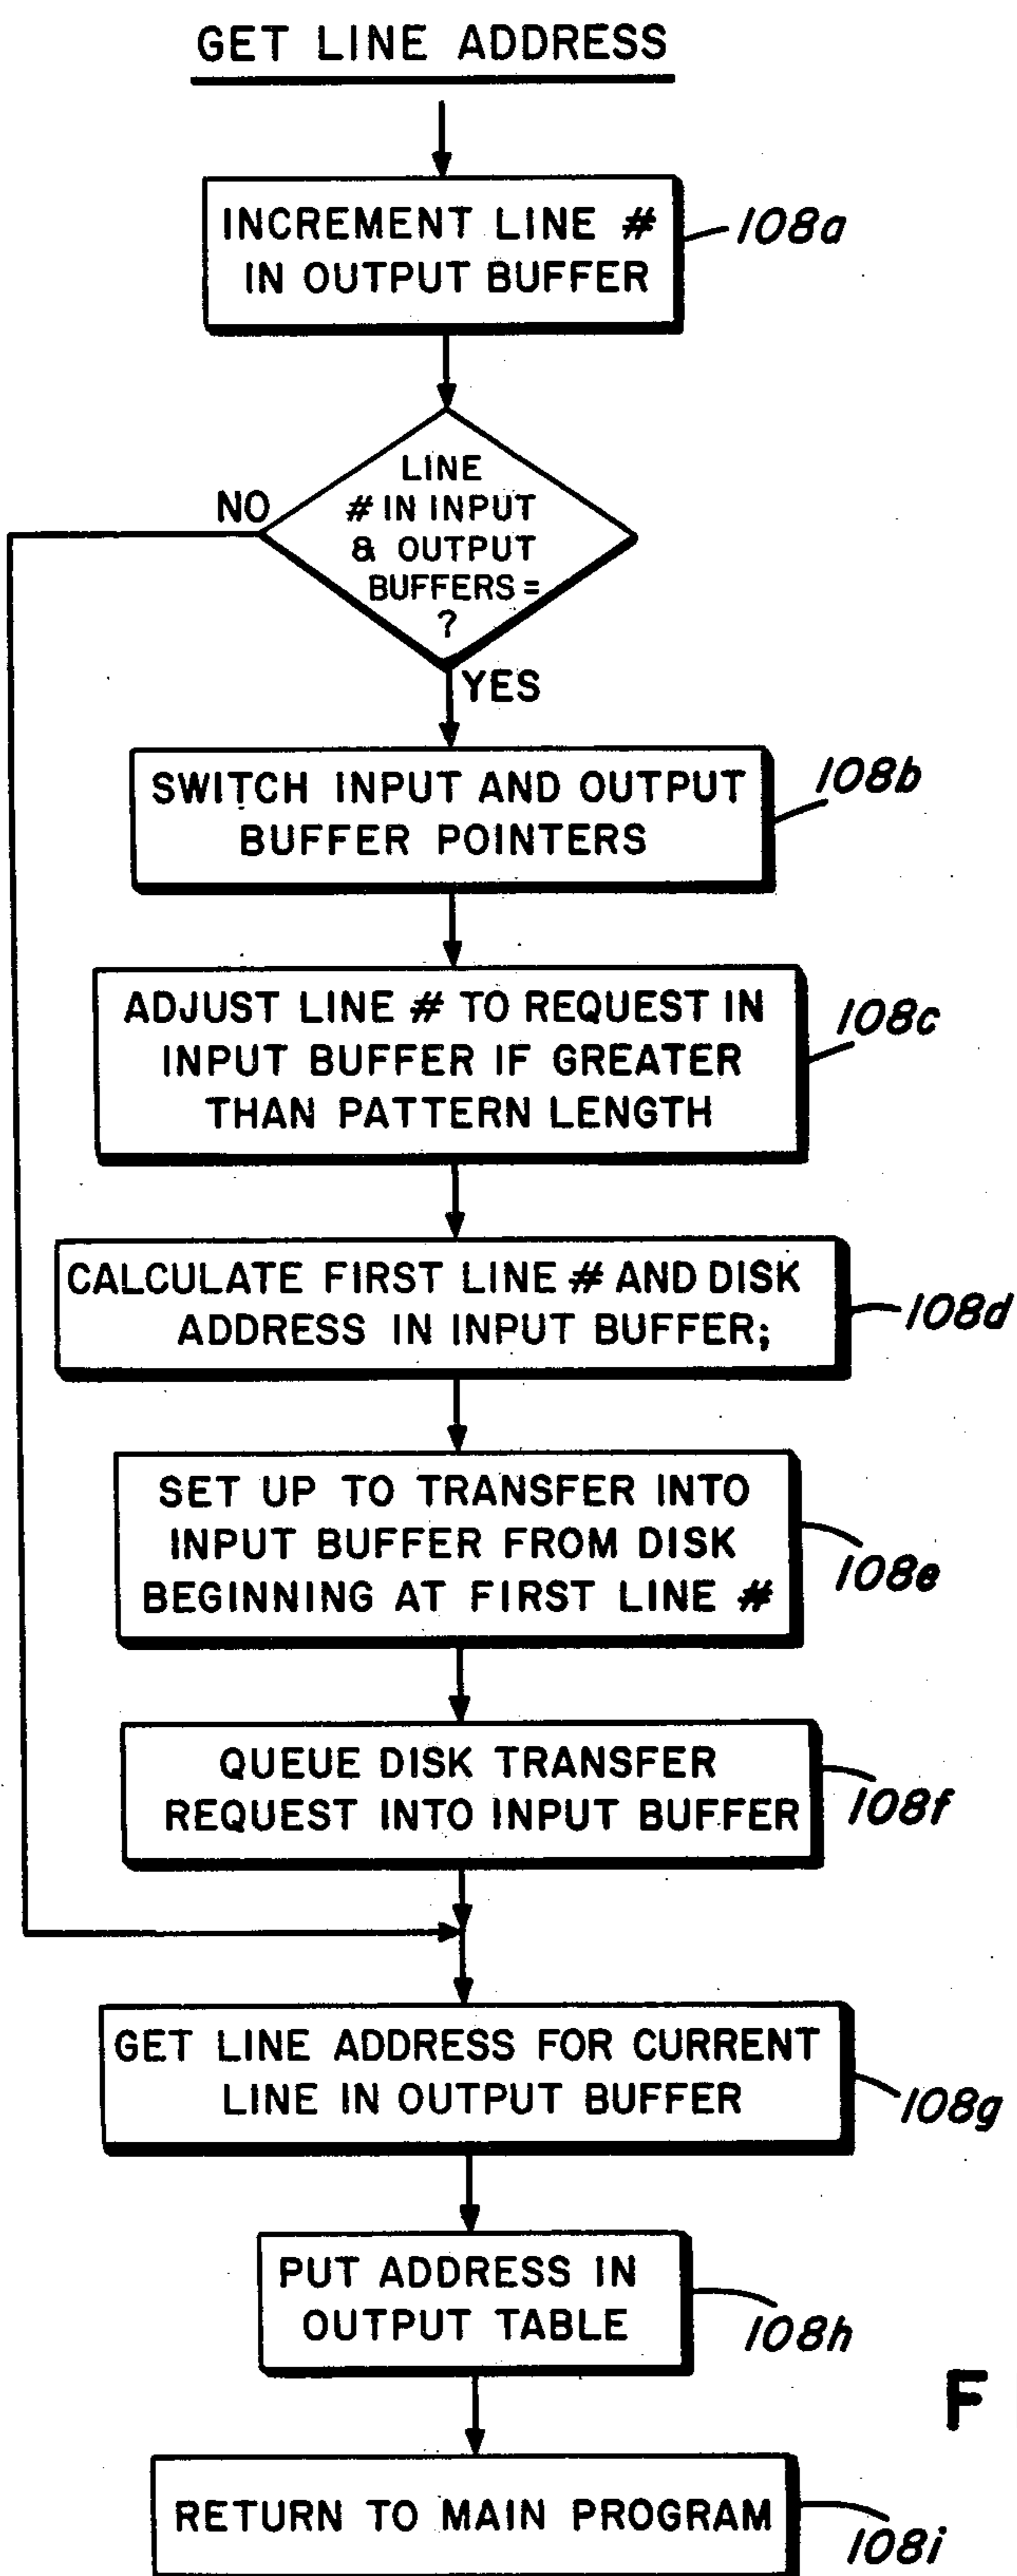 GET LINE ADDRESS
INCREMENT LINE #
IN OUTPUT BUFFER
108a
LINE
# IN INPUT
& OUTPUT
BUFFERS =
?
NO
YES
SWITCH INPUT AND OUTPUT
BUFFER POINTERS
108b
ADJUST LINE # TO REQUEST IN
INPUT BUFFER IF GREATER
THAN PATTERN LENGTH
108c
CALCULATE FIRST LINE # AND DISK
ADDRESS IN INPUT BUFFER;
108d
SET UP TO TRANSFER INTO
INPUT BUFFER FROM DISK
BEGINNING AT FIRST LINE #
108e
QUEUE DISK TRANSFER
REQUEST INTO INPUT BUFFER
108f
GET LINE ADDRESS FOR CURRENT
LINE IN OUTPUT BUFFER
108g
PUT ADDRESS IN
OUTPUT TABLE
108h
F
RETURN TO MAIN PROGRAM
108i